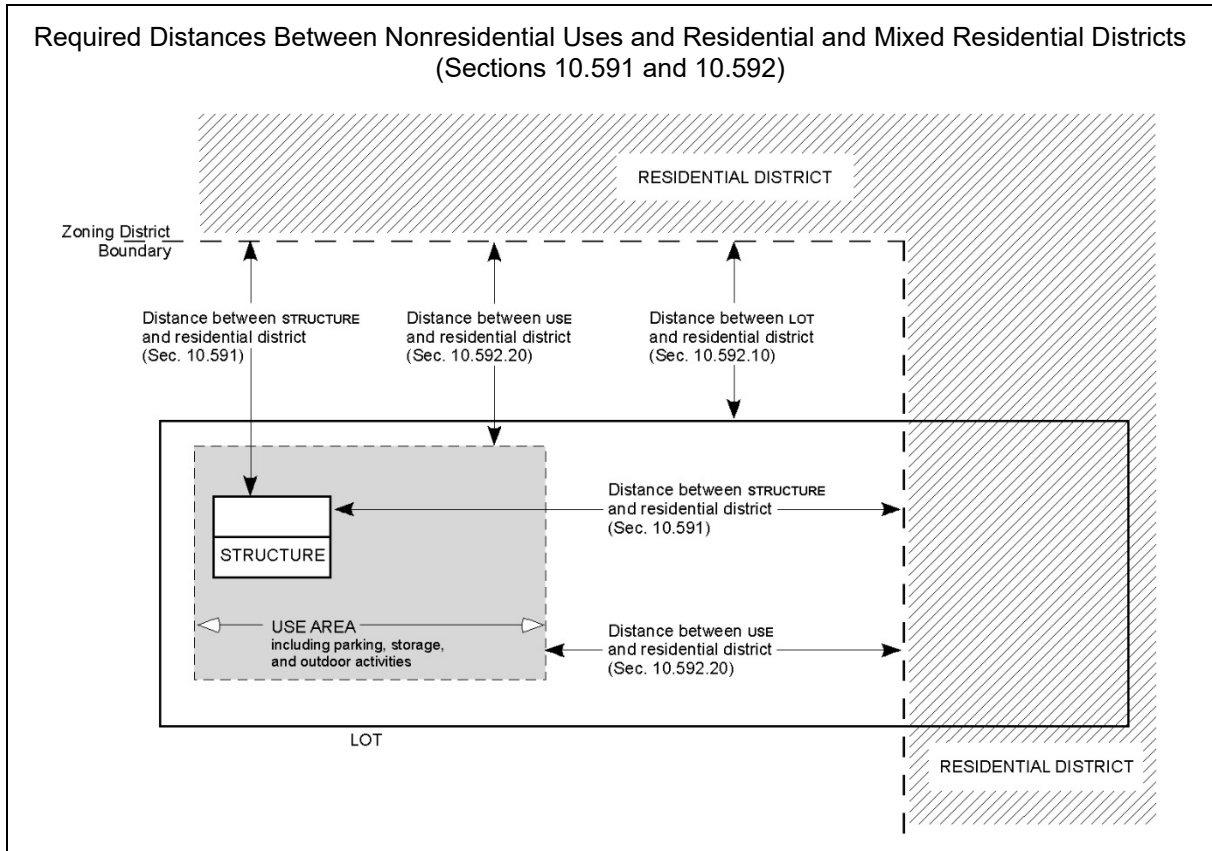 Required Distances Between Nonresidential Uses and Residential and Mixed Residential Districts
(Sections 10.591 and 10.592)
RESIDENTIAL DISTRICT
Zoning District
Boundary
Distance between STRUCTURE
and residential district
(Sec. 10.591)
Distance between USE
and residential district
(Sec. 10.592.20)
Distance between LOT
and residential district
(Sec. 10.592.10)
Distance between STRUCTURE
and residential district
(Sec. 10.591)
STRUCTURE
USE AREA
including parking, storage,
and outdoor activities
Distance between USE
and residential district
(Sec. 10.592.20)
LOT
RESIDENTIAL DISTRICT